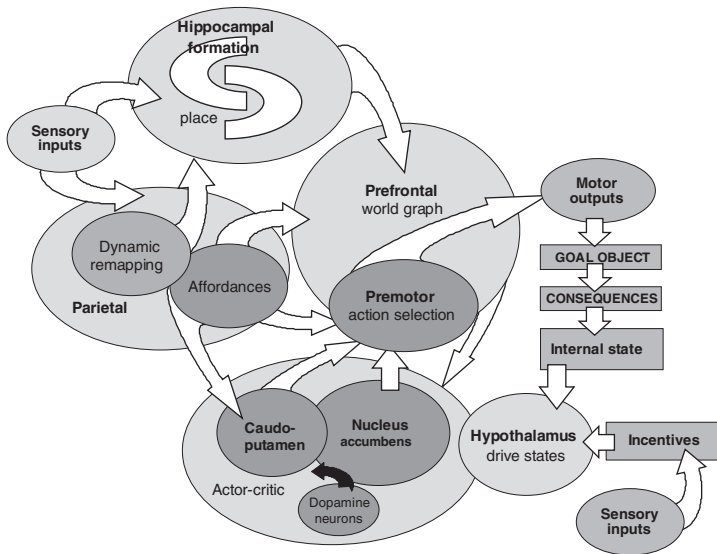 Hippocampal
formation
place
Sensory
inputs
Prefrontal
world graph
Motor
outputs
Dynamic
remapping
Affordances
Parietal
GOAL OBJECT
Premotor
action selection
CONSEQUENCES
Internal state
Caudo-
putamen
Nucleus
accumbens
Hypothalamus
drive states
Incentives
Actor-critic
Dopamine
neurons
Sensory
inputs